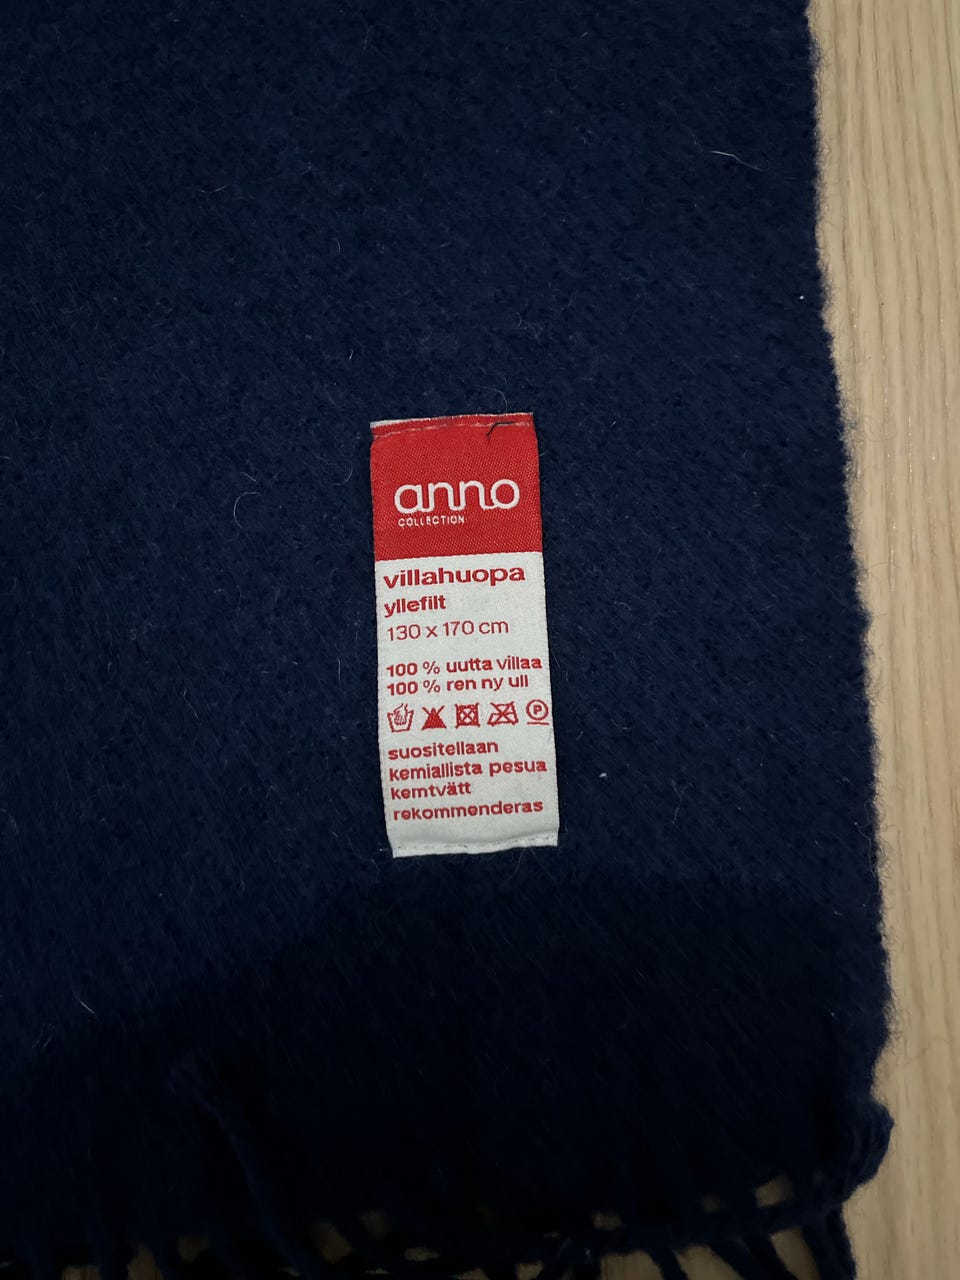 anno
COLLECTION
villahuopa
yllefilt
130 x 170 cm
100 % uutta villaa
100 % ren ny ull
P
suositellaan
kemiallista pesua
kemtvätt
rekommenderas